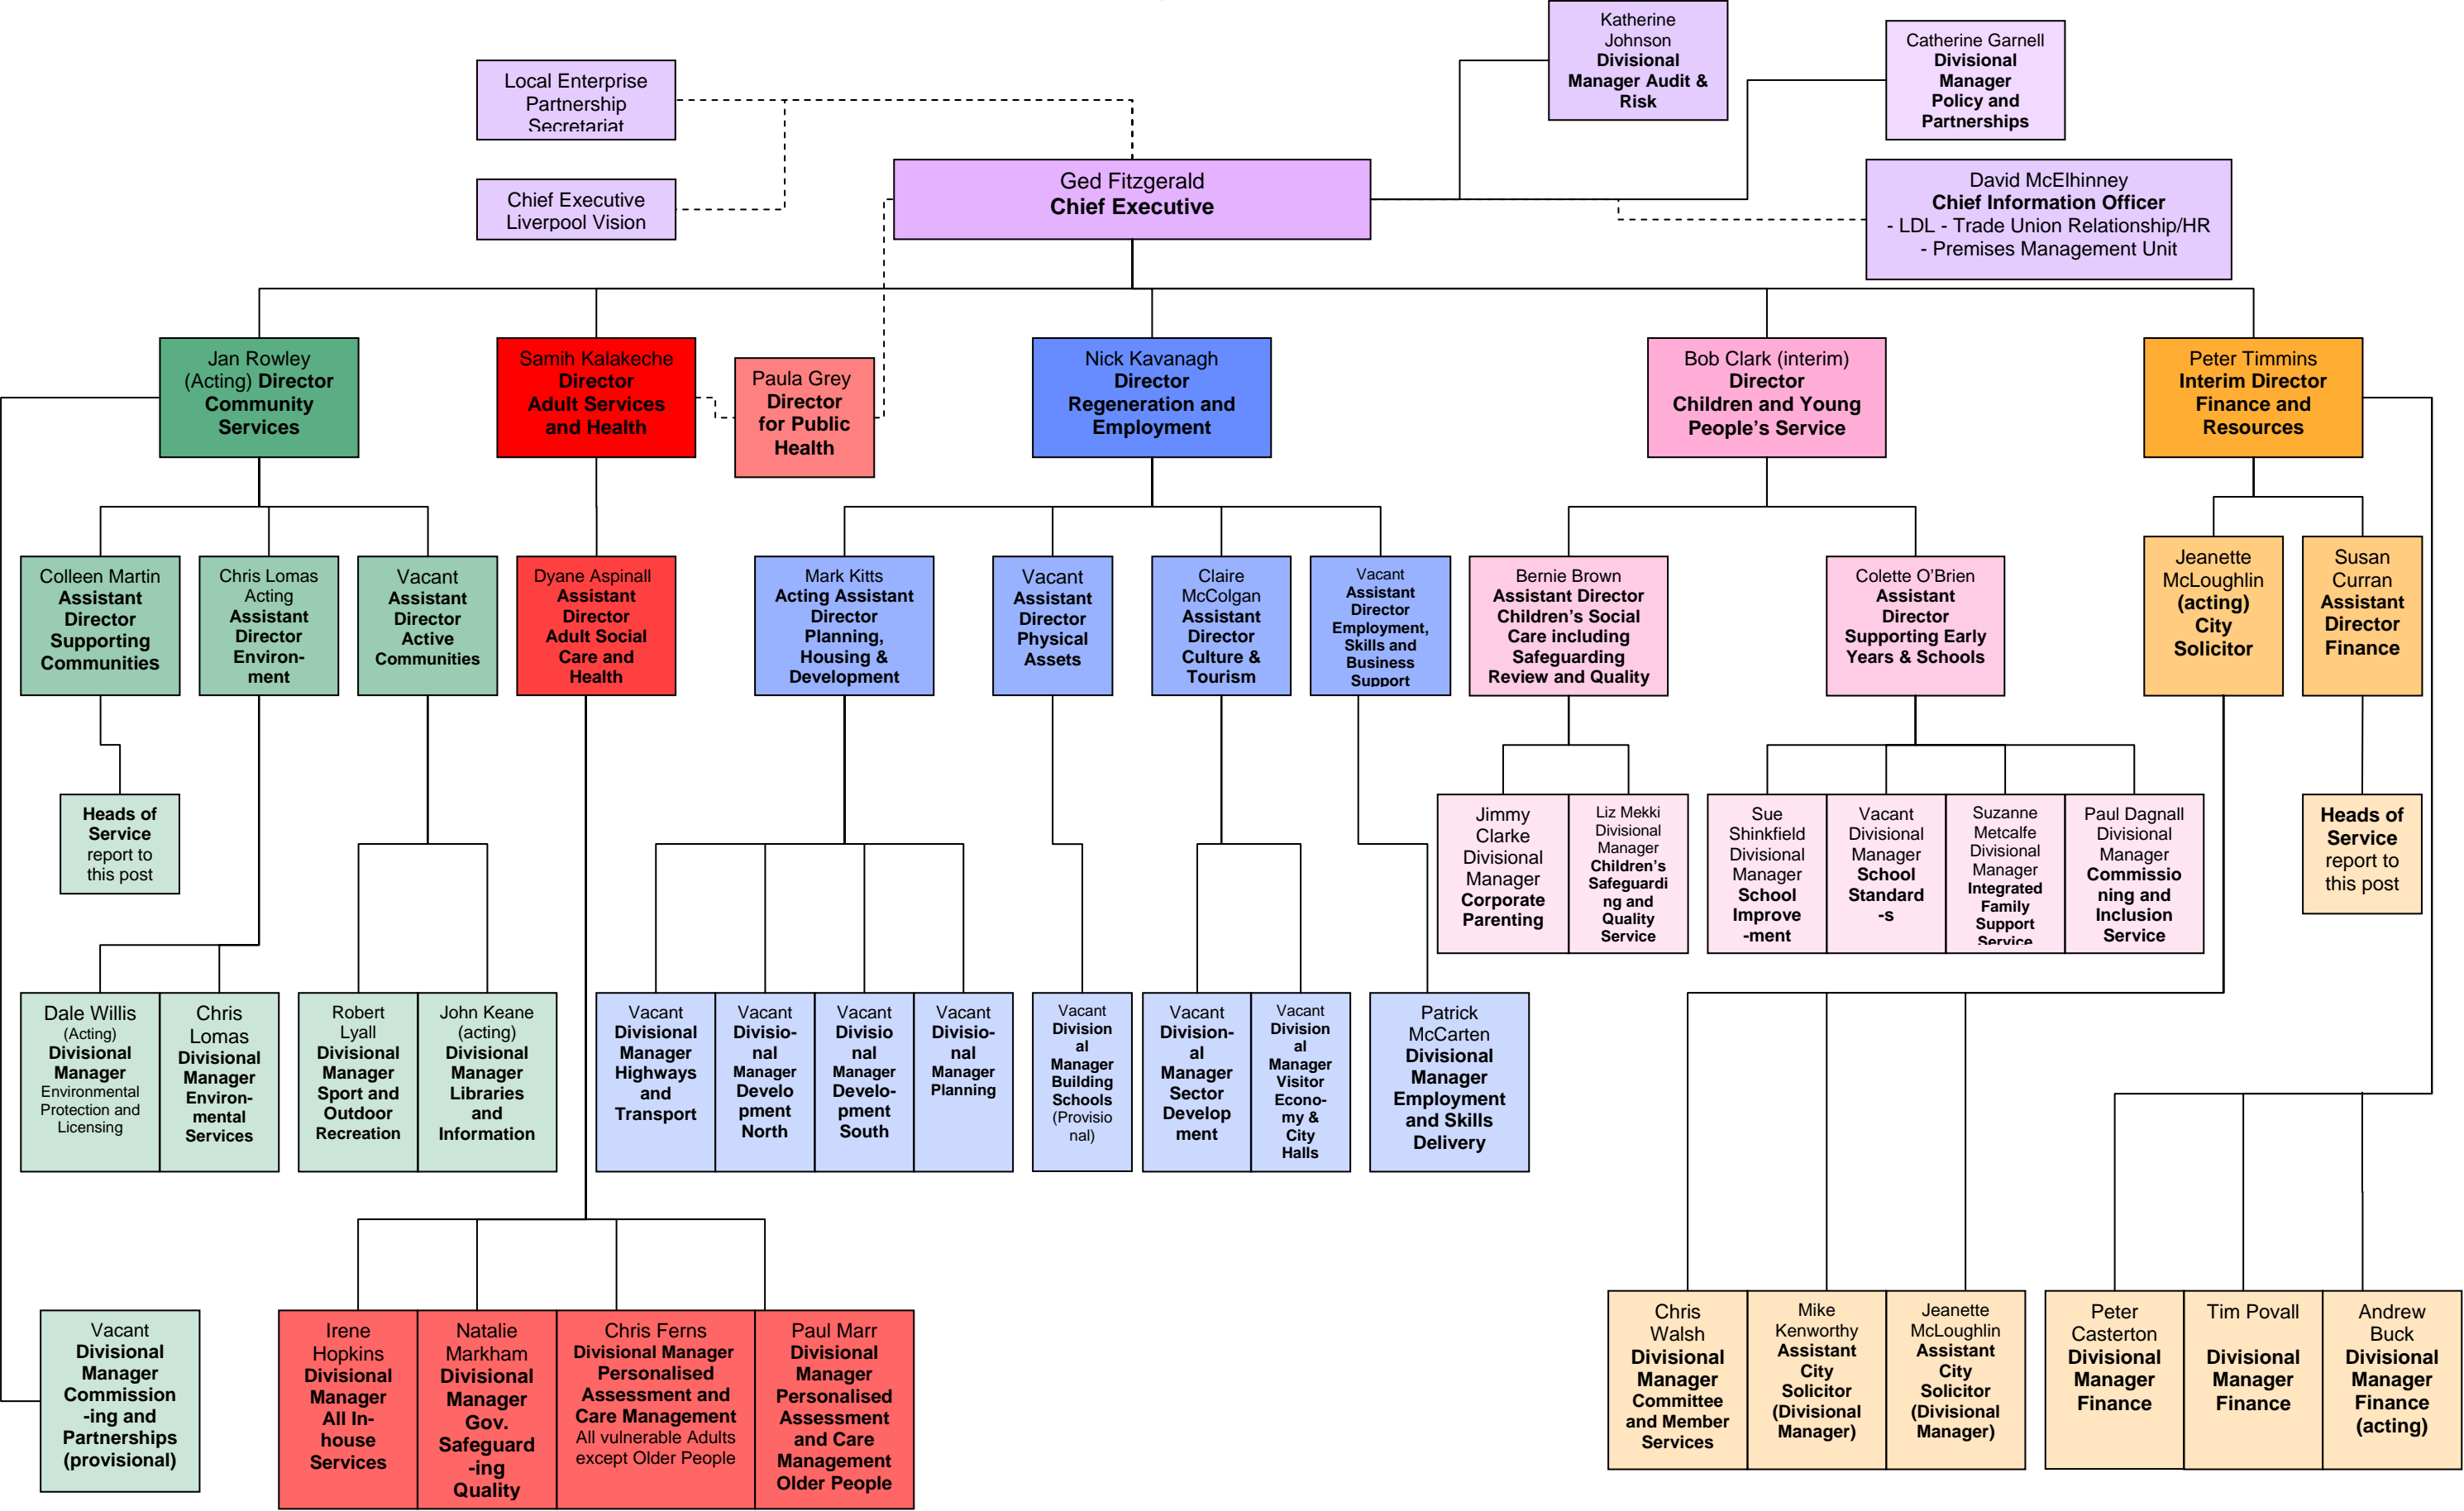 Katherine
Johnson
Divisional
Manager Audit &
Risk
Catherine Garnell
Divisional
Manager
Policy and
Partnerships
Local Enterprise
Partnership
Secretariat
Chief Executive
Liverpool Vision
Ged Fitzgerald
Chief Executive
David McElhinney
Chief Information Officer
- LDL - Trade Union Relationship/HR
- Premises Management Unit
Jan Rowley
(Acting) Director
Community
Services
Samih Kalakeche
Director
Adult Services
and Health
Paula Grey
Director
for Public
Health
Nick Kavanagh
Director
Regeneration and
Employment
Bob Clark (interim)
Director
Children and Young
People’s Service
Peter Timmins
Interim Director
Finance and
Resources
Colleen Martin
Assistant
Director
Supporting
Communities
Chris Lomas
Acting
Assistant
Director
Environ-
ment
Vacant
Assistant
Director
Active
Communities
Dyane Aspinall
Assistant
Director
Adult Social
Care and
Health
Mark Kitts
Acting Assistant
Director
Planning,
Housing &
Development
Vacant
Assistant
Director
Physical
Assets
Claire
McColgan
Assistant
Director
Culture &
Tourism
Vacant
Assistant
Director
Employment,
Skills and
Business
Support
Bernie Brown
Assistant Director
Children’s Social
Care including
Safeguarding
Review and Quality
Colette O’Brien
Assistant
Director
Supporting Early
Years & Schools
Jeanette
McLoughlin
(acting)
City
Solicitor
Susan
Curran
Assistant
Director
Finance
Heads of
Service
report to
this post
Jimmy
Clarke
Divisional
Manager
Corporate
Parenting
Liz Mekki
Divisional
Manager
Children’s
Safeguardi
ng and
Quality
Service
Sue
Shinkfield
Divisional
Manager
School
Improve
-ment
Vacant
Divisional
Manager
School
Standard
-s
Suzanne
Metcalfe
Divisional
Manager
Integrated
Family
Support
Service
Paul Dagnall
Divisional
Manager
Commissio
ning and
Inclusion
Service
Heads of
Service
report to
this post
Dale Willis
(Acting)
Divisional
Manager
Environmental
Protection and
Licensing
Chris
Lomas
Divisional
Manager
Environ-
mental
Services
Robert
Lyall
Divisional
Manager
Sport and
Outdoor
Recreation
John Keane
(acting)
Divisional
Manager
Libraries
and
Information
Vacant
Divisional
Manager
Highways
and
Transport
Vacant
Divisio-
nal
Manager
Develo
pment
North
Vacant
Divisio
nal
Manager
Develo-
pment
South
Vacant
Divisio-
nal
Manager
Planning
Vacant
Division
al
Manager
Building
Schools
(Provisio
nal)
Vacant
Division-
al
Manager
Sector
Develop
ment
Vacant
Division
al
Manager
Visitor
Econo-
my &
City
Halls
Patrick
McCarten
Divisional
Manager
Employment
and Skills
Delivery
Vacant
Divisional
Manager
Commission
-ing and
Partnerships
(provisional)
Irene
Hopkins
Divisional
Manager
All In-
house
Services
Natalie
Markham
Divisional
Manager
Gov.
Safeguard
-ing
Quality
Chris Ferns
Divisional Manager
Personalised
Assessment and
Care Management
All vulnerable Adults
except Older People
Paul Marr
Divisional
Manager
Personalised
Assessment
and Care
Management
Older People
Chris
Walsh
Divisional
Manager
Committee
and Member
Services
Mike
Kenworthy
Assistant
City
Solicitor
(Divisional
Manager)
Jeanette
McLoughlin
Assistant
City
Solicitor
(Divisional
Manager)
Peter
Casterton
Divisional
Manager
Finance
Tim Povall
Divisional
Manager
Finance
Andrew
Buck
Divisional
Manager
Finance
(acting)